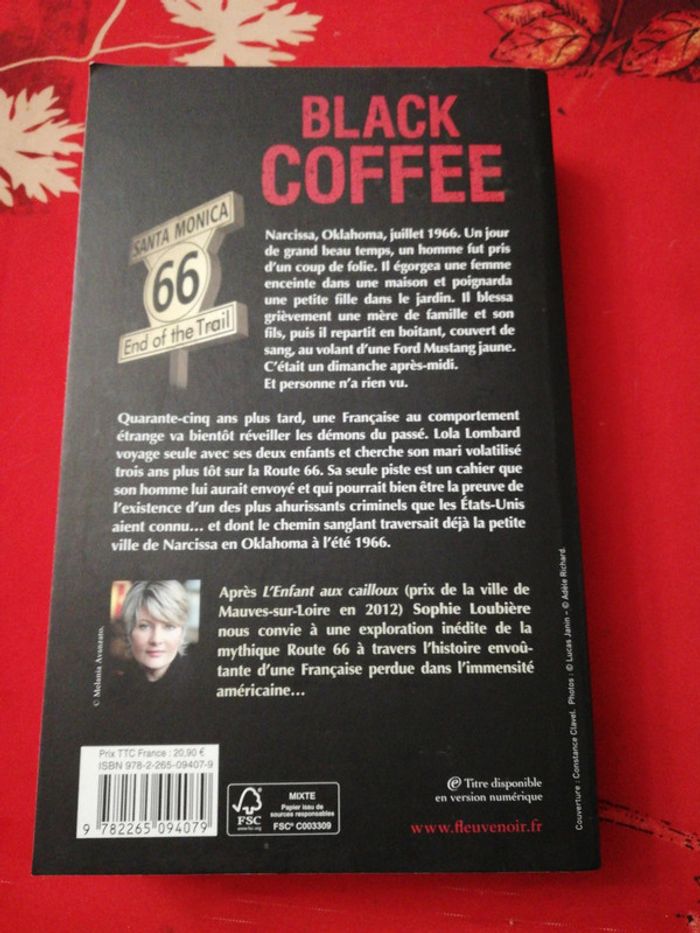 BLACK
COFFEE
SANTA MONICA
66
End of the Trail
Narcissa, Oklahoma, juillet 1966. Un jour
de grand beau temps, un homme fut pris
d'un coup de folie. Il égorgea une femme
enceinte dans une maison et poignarda
une petite fille dans le jardin. Il blessa
grièvement une mère de famille et son
fils, puis il repartit en boitant, couvert de
sang, au volant d'une Ford Mustang jaune.
C'était un dimanche après-midi.
Et personne n'a rien vu.
Quarante-cinq ans plus tard, une Française au comportement
étrange va bientôt réveiller les démons du passé. Lola Lombard
voyage seule avec ses deux enfants et cherche son mari volatilisé
trois ans plus tôt sur la Route 66. Sa seule piste est un cahier que
son homme lui aurait envoyé et qui pourrait bien être la preuve de
l'existence d'un des plus ahurissants criminels que les États-Unis
aient connu... et dont le chemin sanglant traversait déjà la petite
ville de Narcissa en Oklahoma à l'été 1966.
Après L'Enfant aux cailloux (prix de la ville de
Mauves-sur-Loire en 2012) Sophie Loubière
nous convie à une exploration inédite de la
mythique Route 66 à travers l'histoire envoû-
tante d'une Française perdue dans l'immensité
américaine...
© Melania Avanzato.
Couverture : Constance Clavel. Photos : © Lucas Janin - © Adèle Richard.
Prix TTC France : 20,90 €
ISBN 978-2-265-09407-9
9 782265 094079
FSC
www.fsc.org
MIXTE
Papier issu de
sources responsables
FSC® C003309
e Titre disponible
en version numérique
www.fleuvenoir.fr